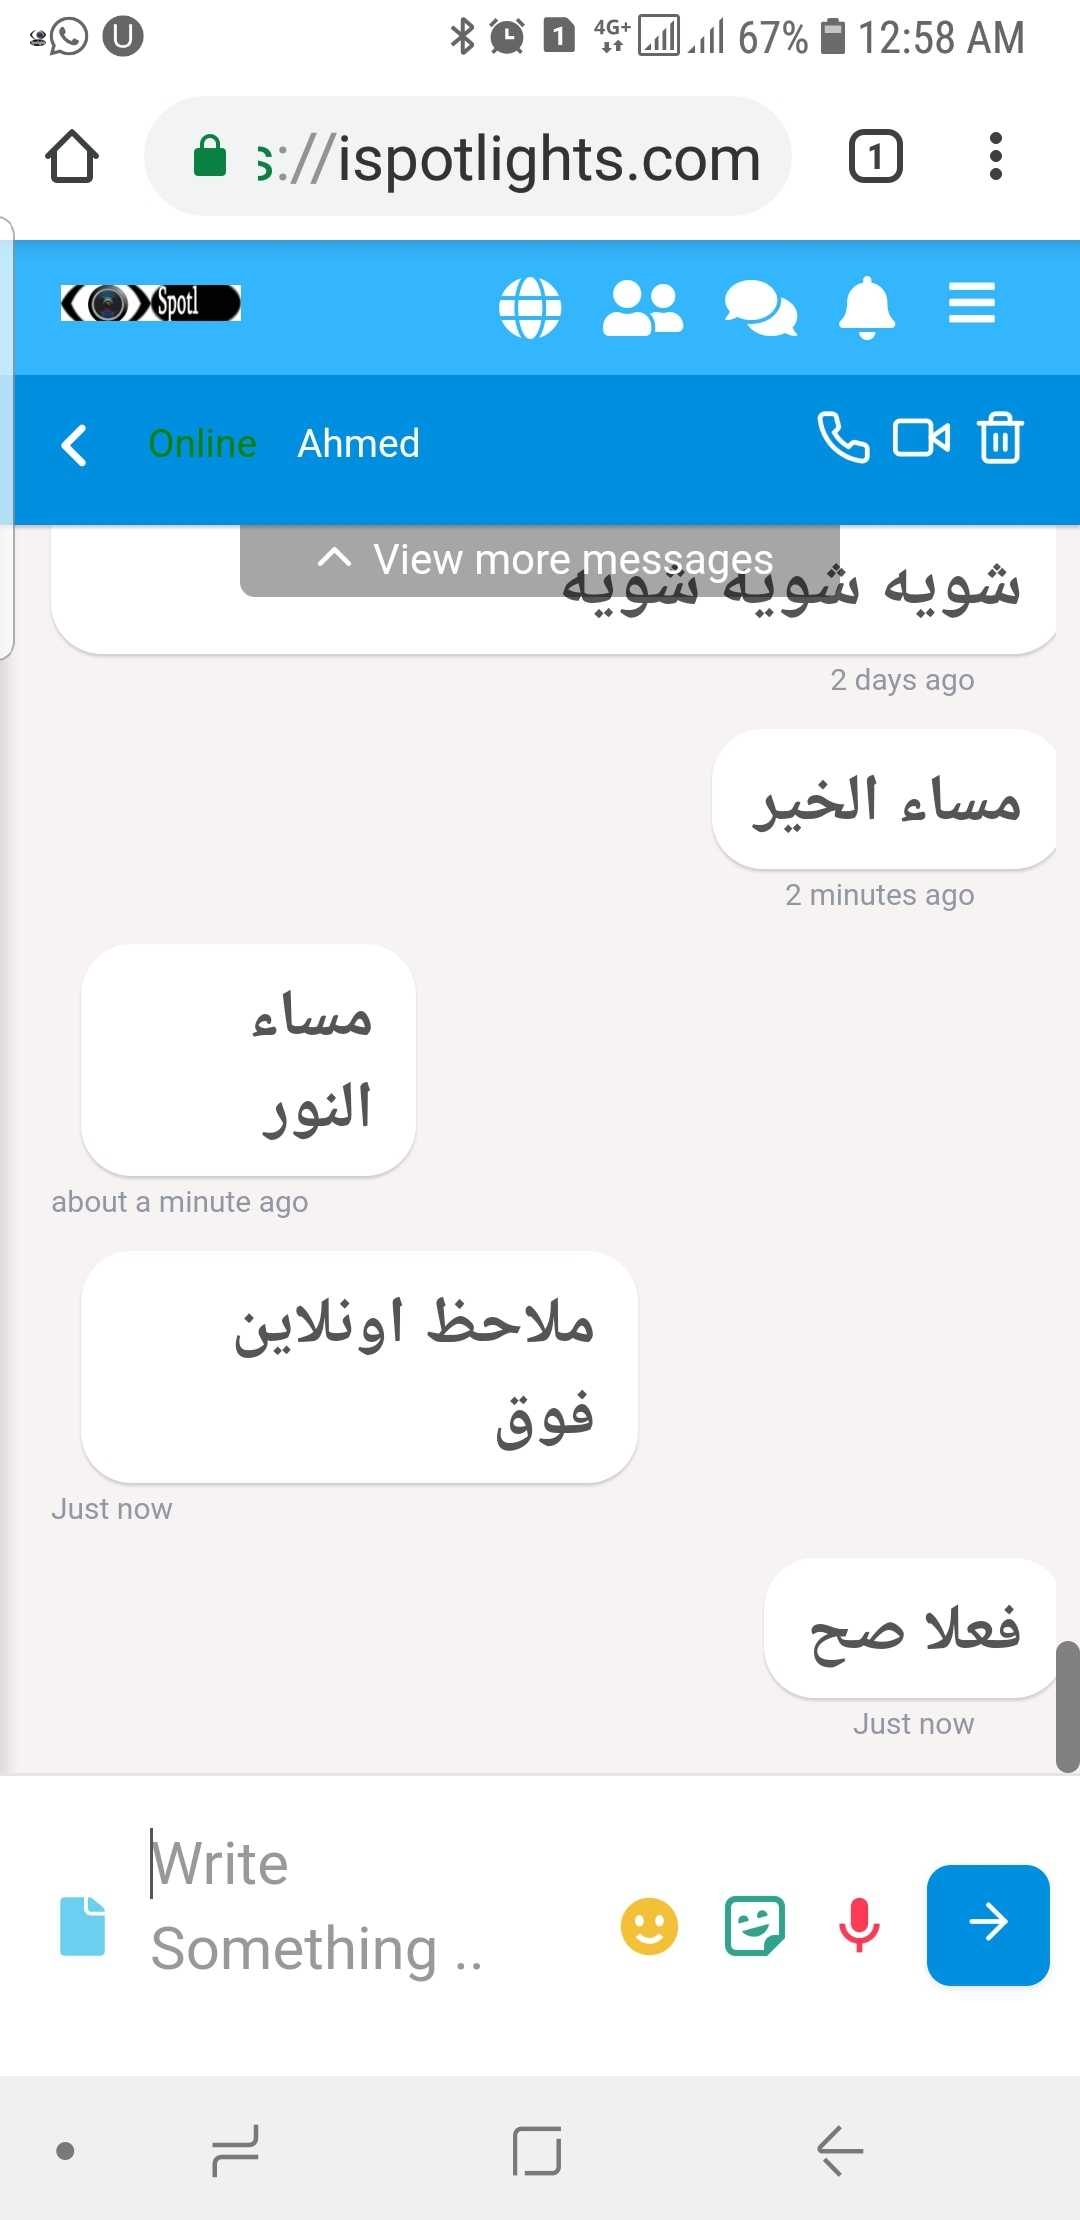 U
1
4G+
67%
12:58 AM
s://ispotlights.com
1
Spotl
Online
Ahmed
View more messages
شويه شويه شويه
2 days ago
مساء الخير
2 minutes ago
مساء
النور
about a minute ago
ملاحظ اونلاين
فوق
Just now
فعلا صح
Just now
Write
Something ..